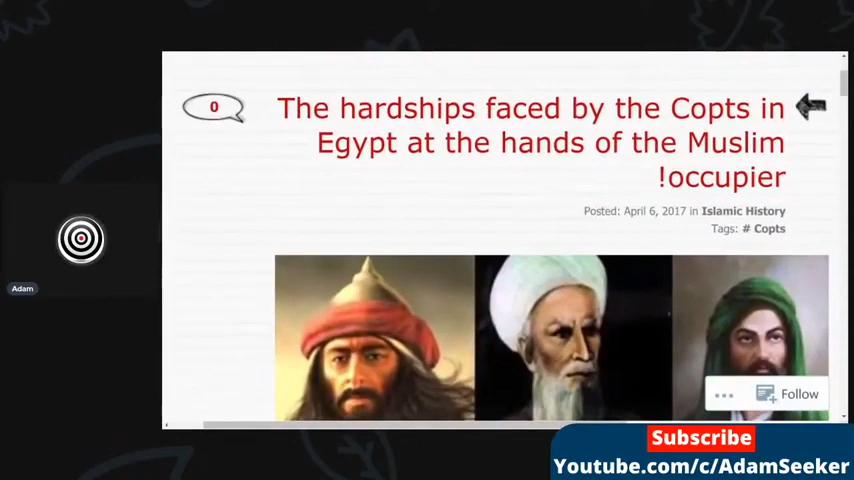 0
The hardships faced by the Copts in
Egypt at the hands of the Muslim
!occupier
Posted: April 6, 2017 in Islamic History
Tags: # Copts
Adam
... Follow
Subscribe
Youtube.com/c/AdamSeeker